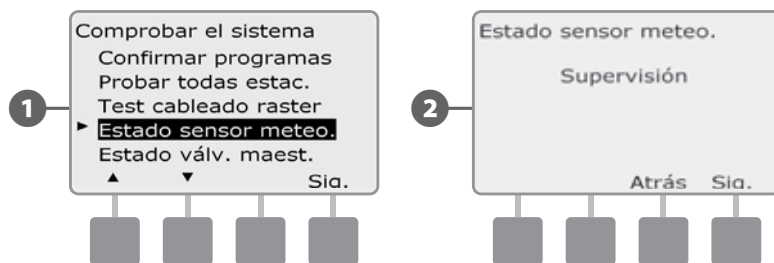 1
Comprobar el sistema
Confirmar programas
Probar todas estac.
Test cableado raster
Estado sensor meteo.
Estado válv. maest.
Sig.
2
Estado sensor meteo.
Supervisión
Atrás Sig.